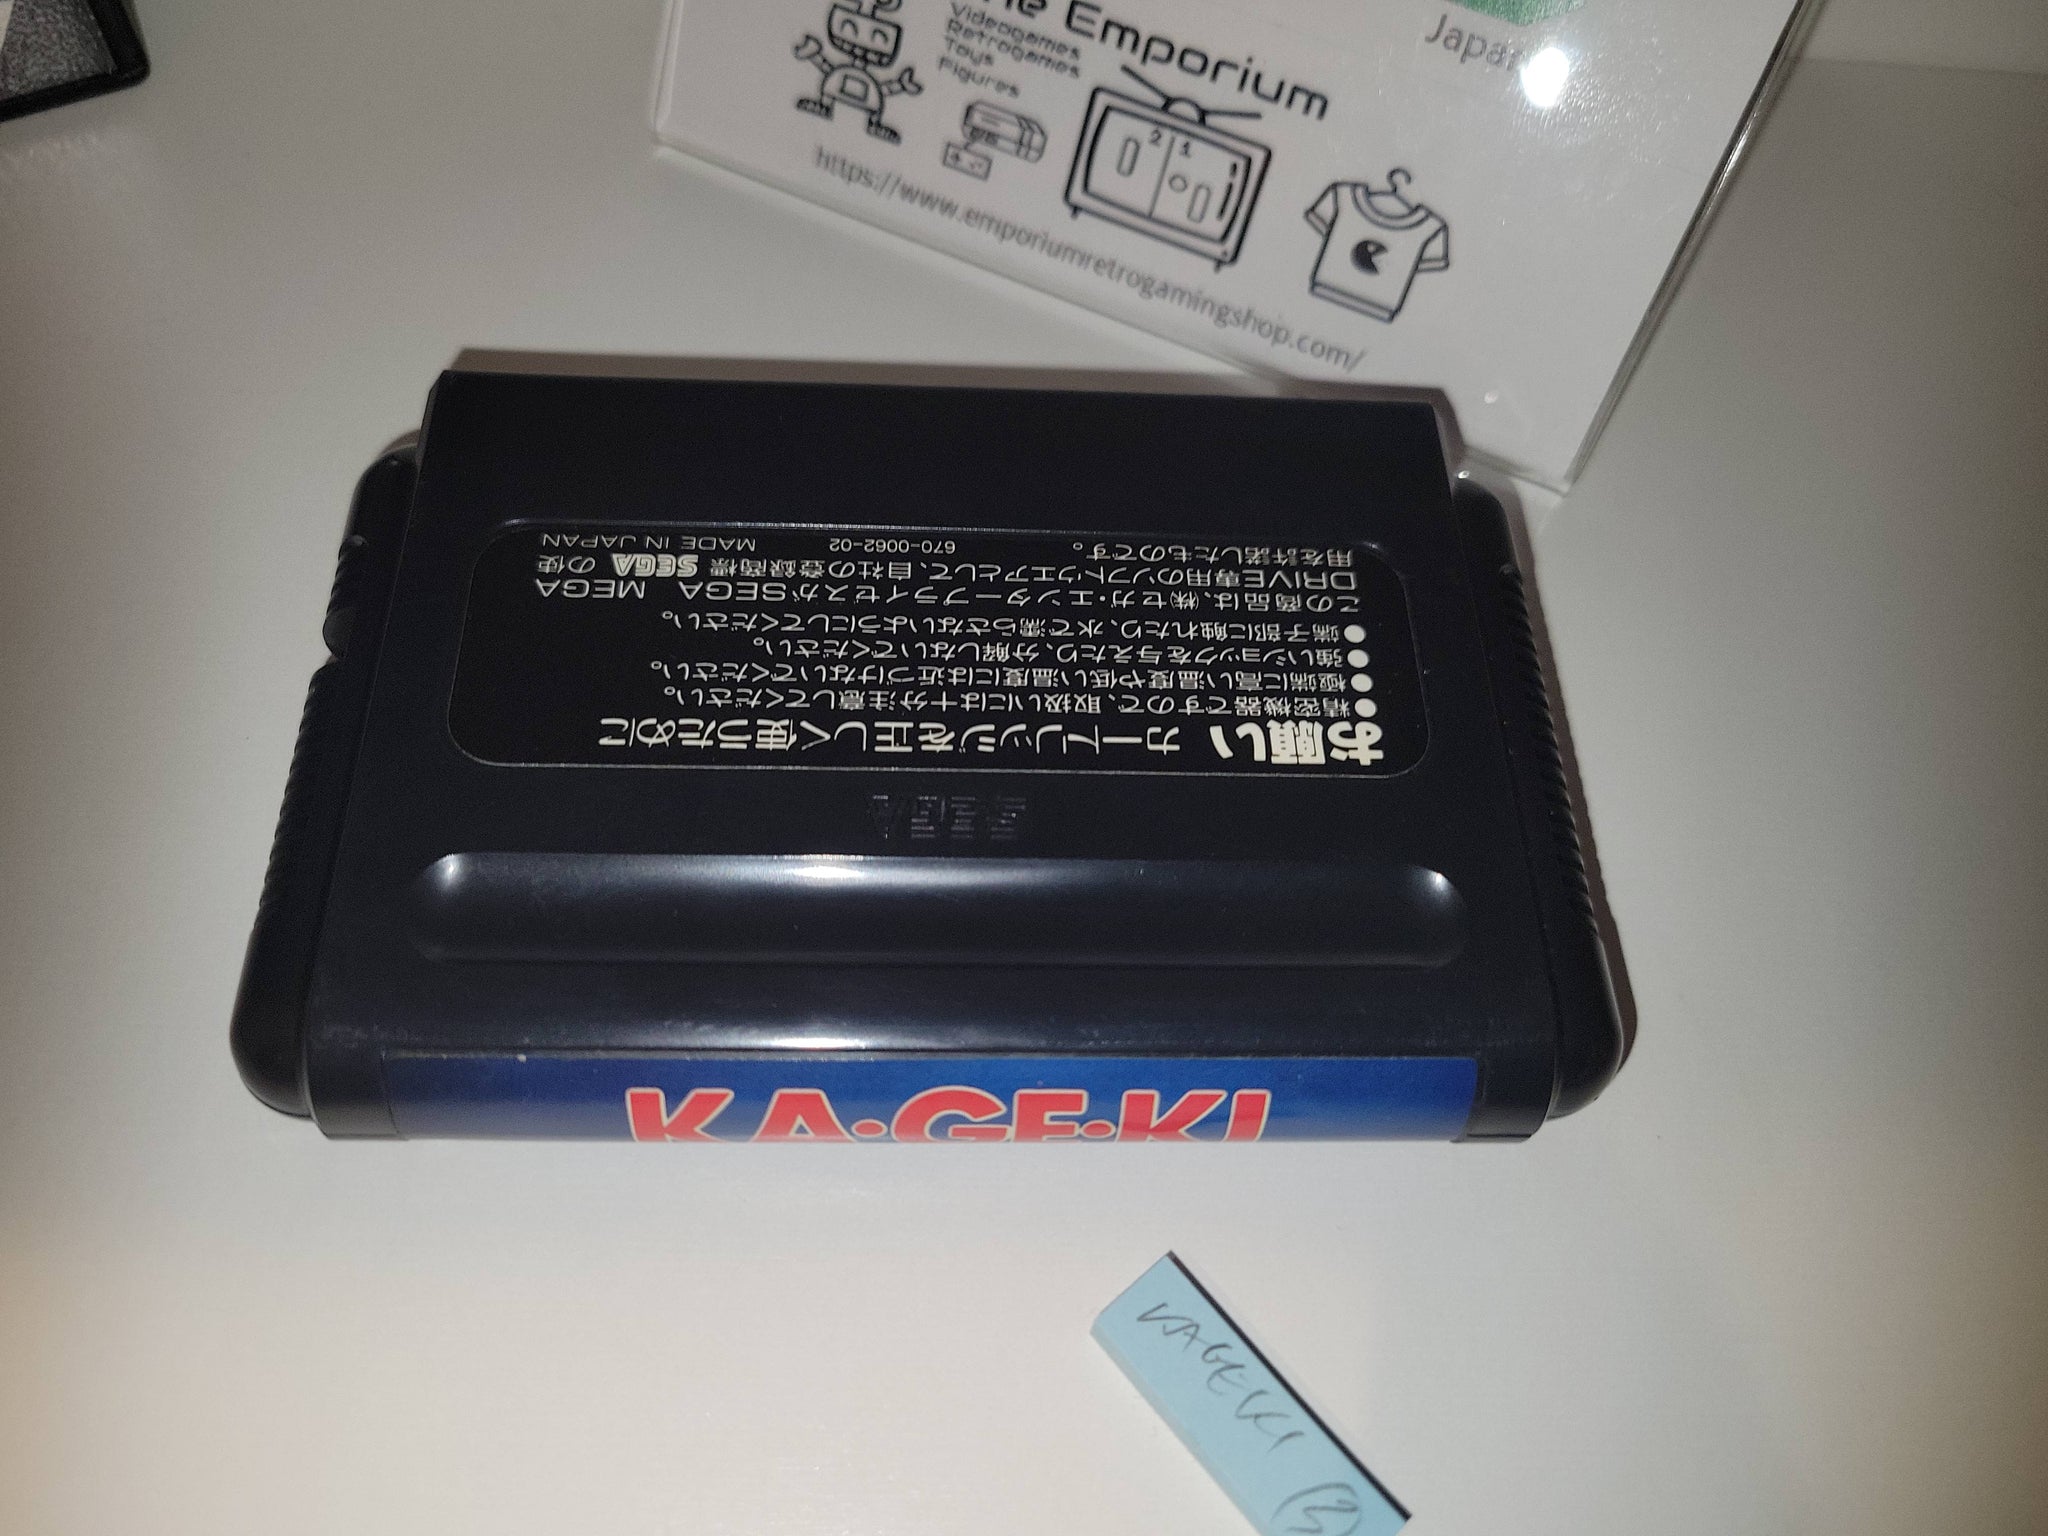 The Emporium
Videogames
Retrogames
Toys
Figures
Japan
2 1
https://www.emporiumretrogamingshop.com/
お願い カートリッジを正しく使うために
●精密機器ですので、取扱いには十分注意してください。
●極端に高い温度や低い温度には近づけないでください。
●強いショックを与えたり、分解しないでください。
●端子部に触れたり、水で濡らさないようにしてください。
この商品は、㈱セガ・エンタープライゼスがSEGA MEGA
DRIVE専用のソフトウェアとして、自社の登録商標 SEGA の使
用を許諾したものです。 670-0062-02 MADE IN JAPAN
SEGA
KA・GE・KI
KAGEKI (3)